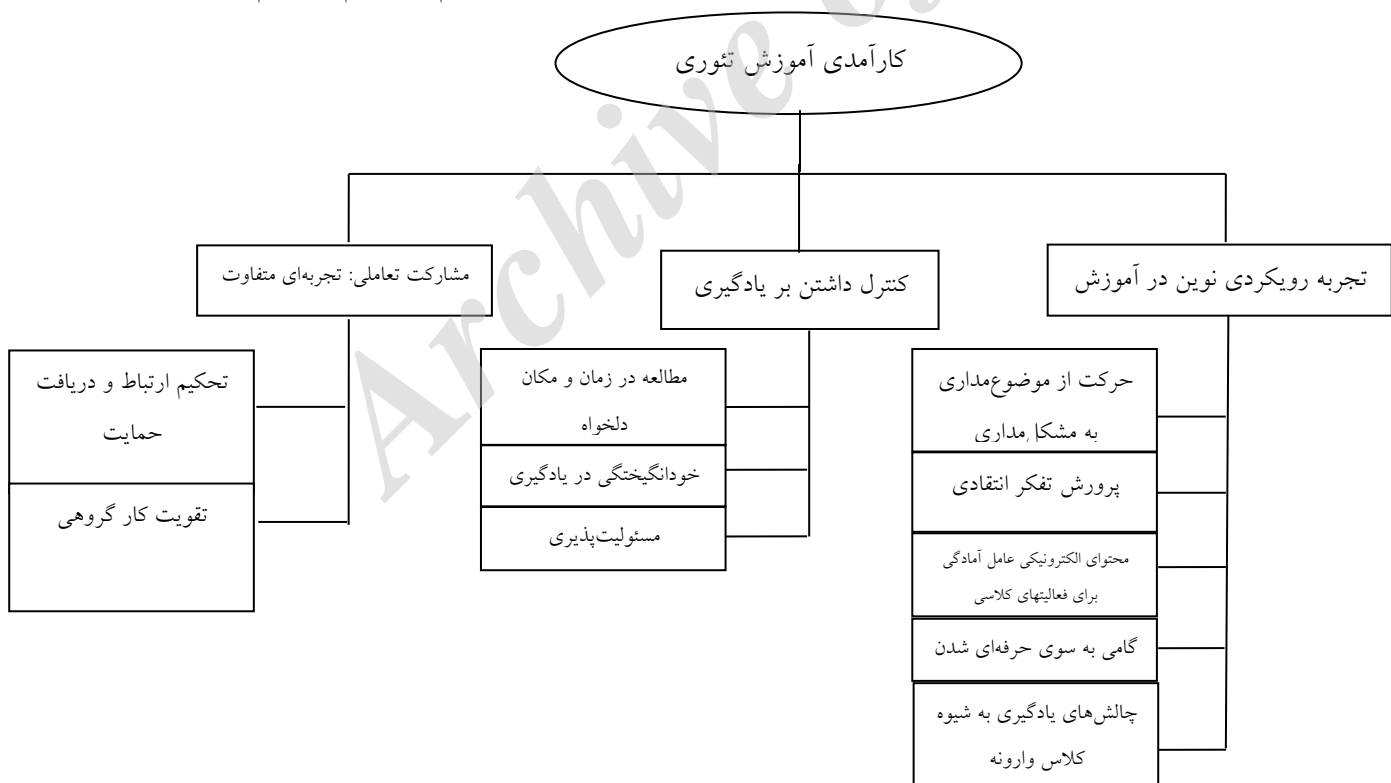 کارآمدی آموزش تئوری
تجربه رویکردی نوین در آموزش
کنترل داشتن بر یادگیری
مشارکت تعاملی: تجربه‌ای متفاوت
حرکت از موضوع‌مداری
به مشکل‌مداری
پرورش تفکر انتقادی
محتوای الکترونیکی عامل آمادگی
برای فعالیتهای کلاسی
گامی به سوی حرفه‌ای شدن
چالش‌های یادگیری به شیوه
کلاس وارونه
مطالعه در زمان و مکان
دلخواه
خودانگیختگی در یادگیری
مسئولیت‌پذیری
تحکیم ارتباط و دریافت
حمایت
تقویت کار گروهی
Archive of